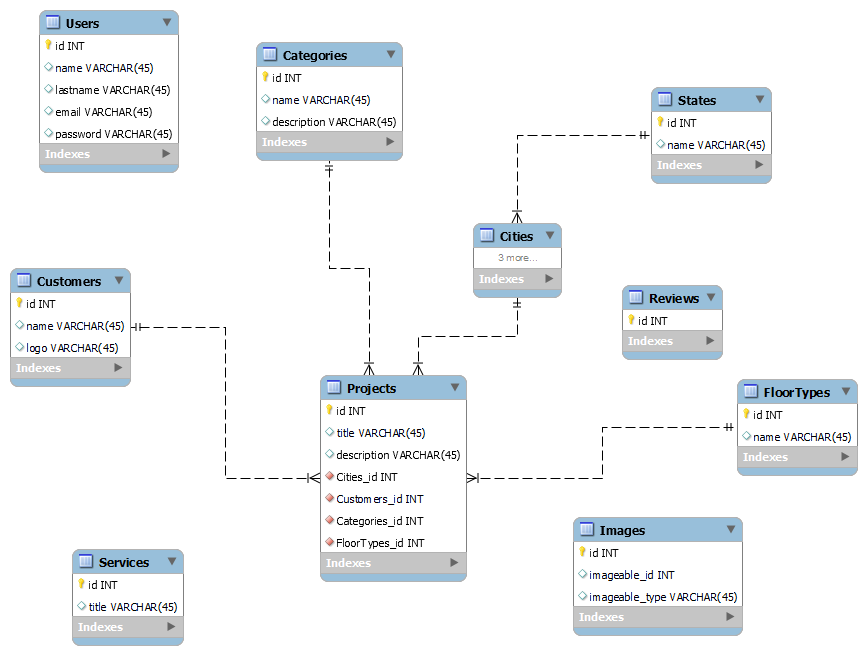 Users
id INT
name VARCHAR(45)
lastname VARCHAR(45)
email VARCHAR(45)
password VARCHAR(45)
Indexes
Categories
id INT
name VARCHAR(45)
description VARCHAR(45)
Indexes
States
id INT
name VARCHAR(45)
Indexes
Cities
3 more...
Indexes
Customers
id INT
name VARCHAR(45)
logo VARCHAR(45)
Indexes
Reviews
id INT
Indexes
Projects
id INT
title VARCHAR(45)
description VARCHAR(45)
Cities_id INT
Customers_id INT
Categories_id INT
FloorTypes_id INT
Indexes
FloorTypes
id INT
name VARCHAR(45)
Indexes
Services
id INT
title VARCHAR(45)
Indexes
Images
id INT
imageable_id INT
imageable_type VARCHAR(45)
Indexes